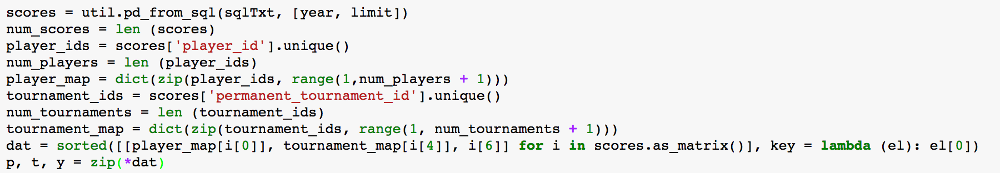 scores = util.pd_from_sql(sqlTxt, [year, limit])
num_scores = len (scores)
player_ids = scores['player_id'].unique()
num_players = len (player_ids)
player_map = dict(zip(player_ids, range(1,num_players + 1)))
tournament_ids = scores['permanent_tournament_id'].unique()
num_tournaments = len (tournament_ids)
tournament_map = dict(zip(tournament_ids, range(1, num_tournaments + 1)))
dat = sorted([[player_map[i[0]], tournament_map[i[4]], i[6]] for i in scores.as_matrix()], key = lambda (el): el[0])
p, t, y = zip(*dat)